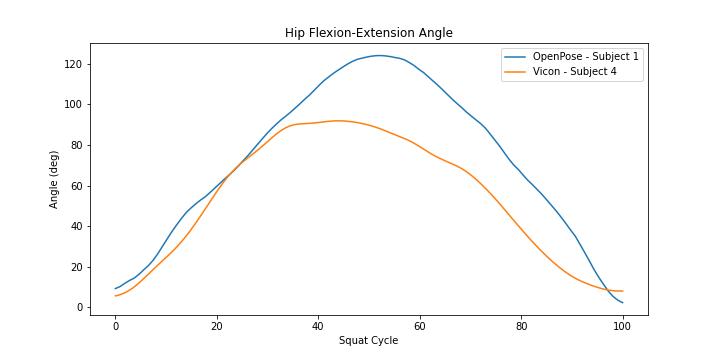 Hip Flexion-Extension Angle
OpenPose - Subject 1
Vicon - Subject 4
Angle (deg)
120
100
80
60
40
20
0
0 20 40 60 80 100
Squat Cycle